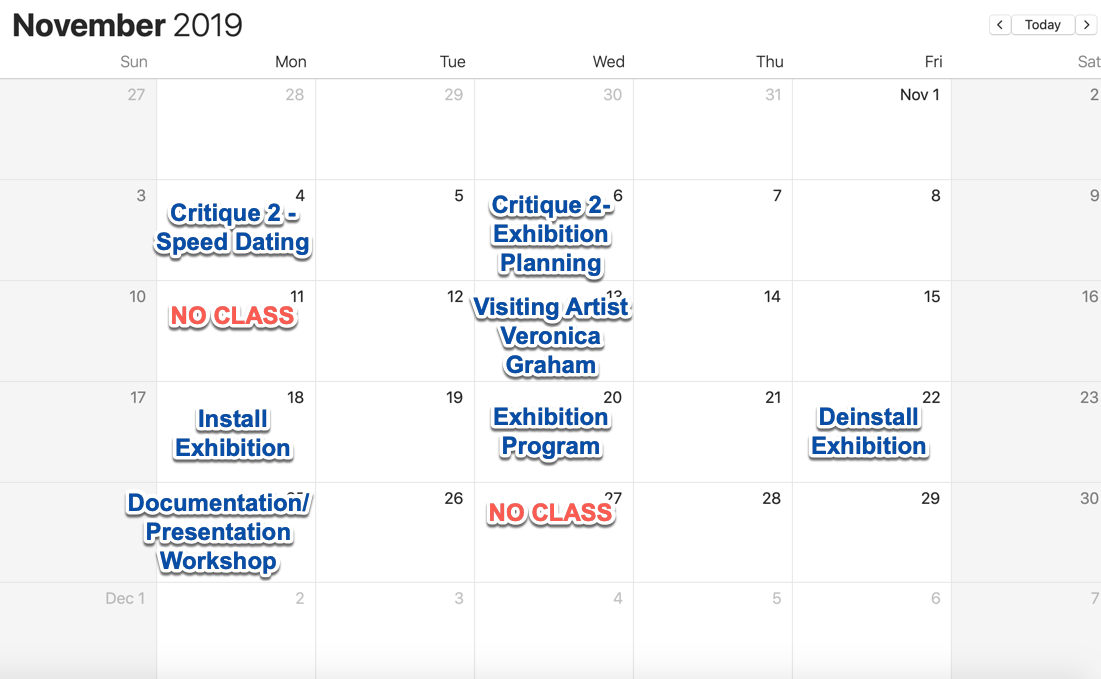 November 2019
< Today >
Sun Mon Tue Wed Thu Fri Sat
27 28 29 30 31 Nov 1 2
3 4 5 6 7 8 9
Critique 2 -
Speed Dating
Critique 2-
Exhibition
Planning
10 11 12 13 14 15 16
NO CLASS
Visiting Artist
Veronica
Graham
17 18 19 20 21 22 23
Install
Exhibition
Exhibition
Program
Deinstall
Exhibition
25 26 27 28 29 30
Documentation/
Presentation
Workshop
NO CLASS
Dec 1 2 3 4 5 6 7